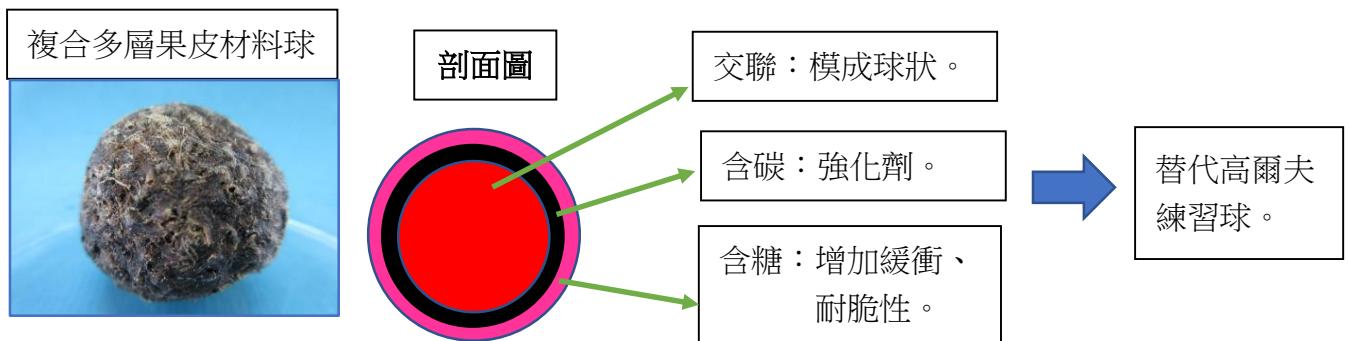 複合多層果皮材料球
剖面圖
交聯：模成球狀。
含碳：強化劑。
含糖：增加緩衝、
耐脆性。
替代高爾夫
練習球。